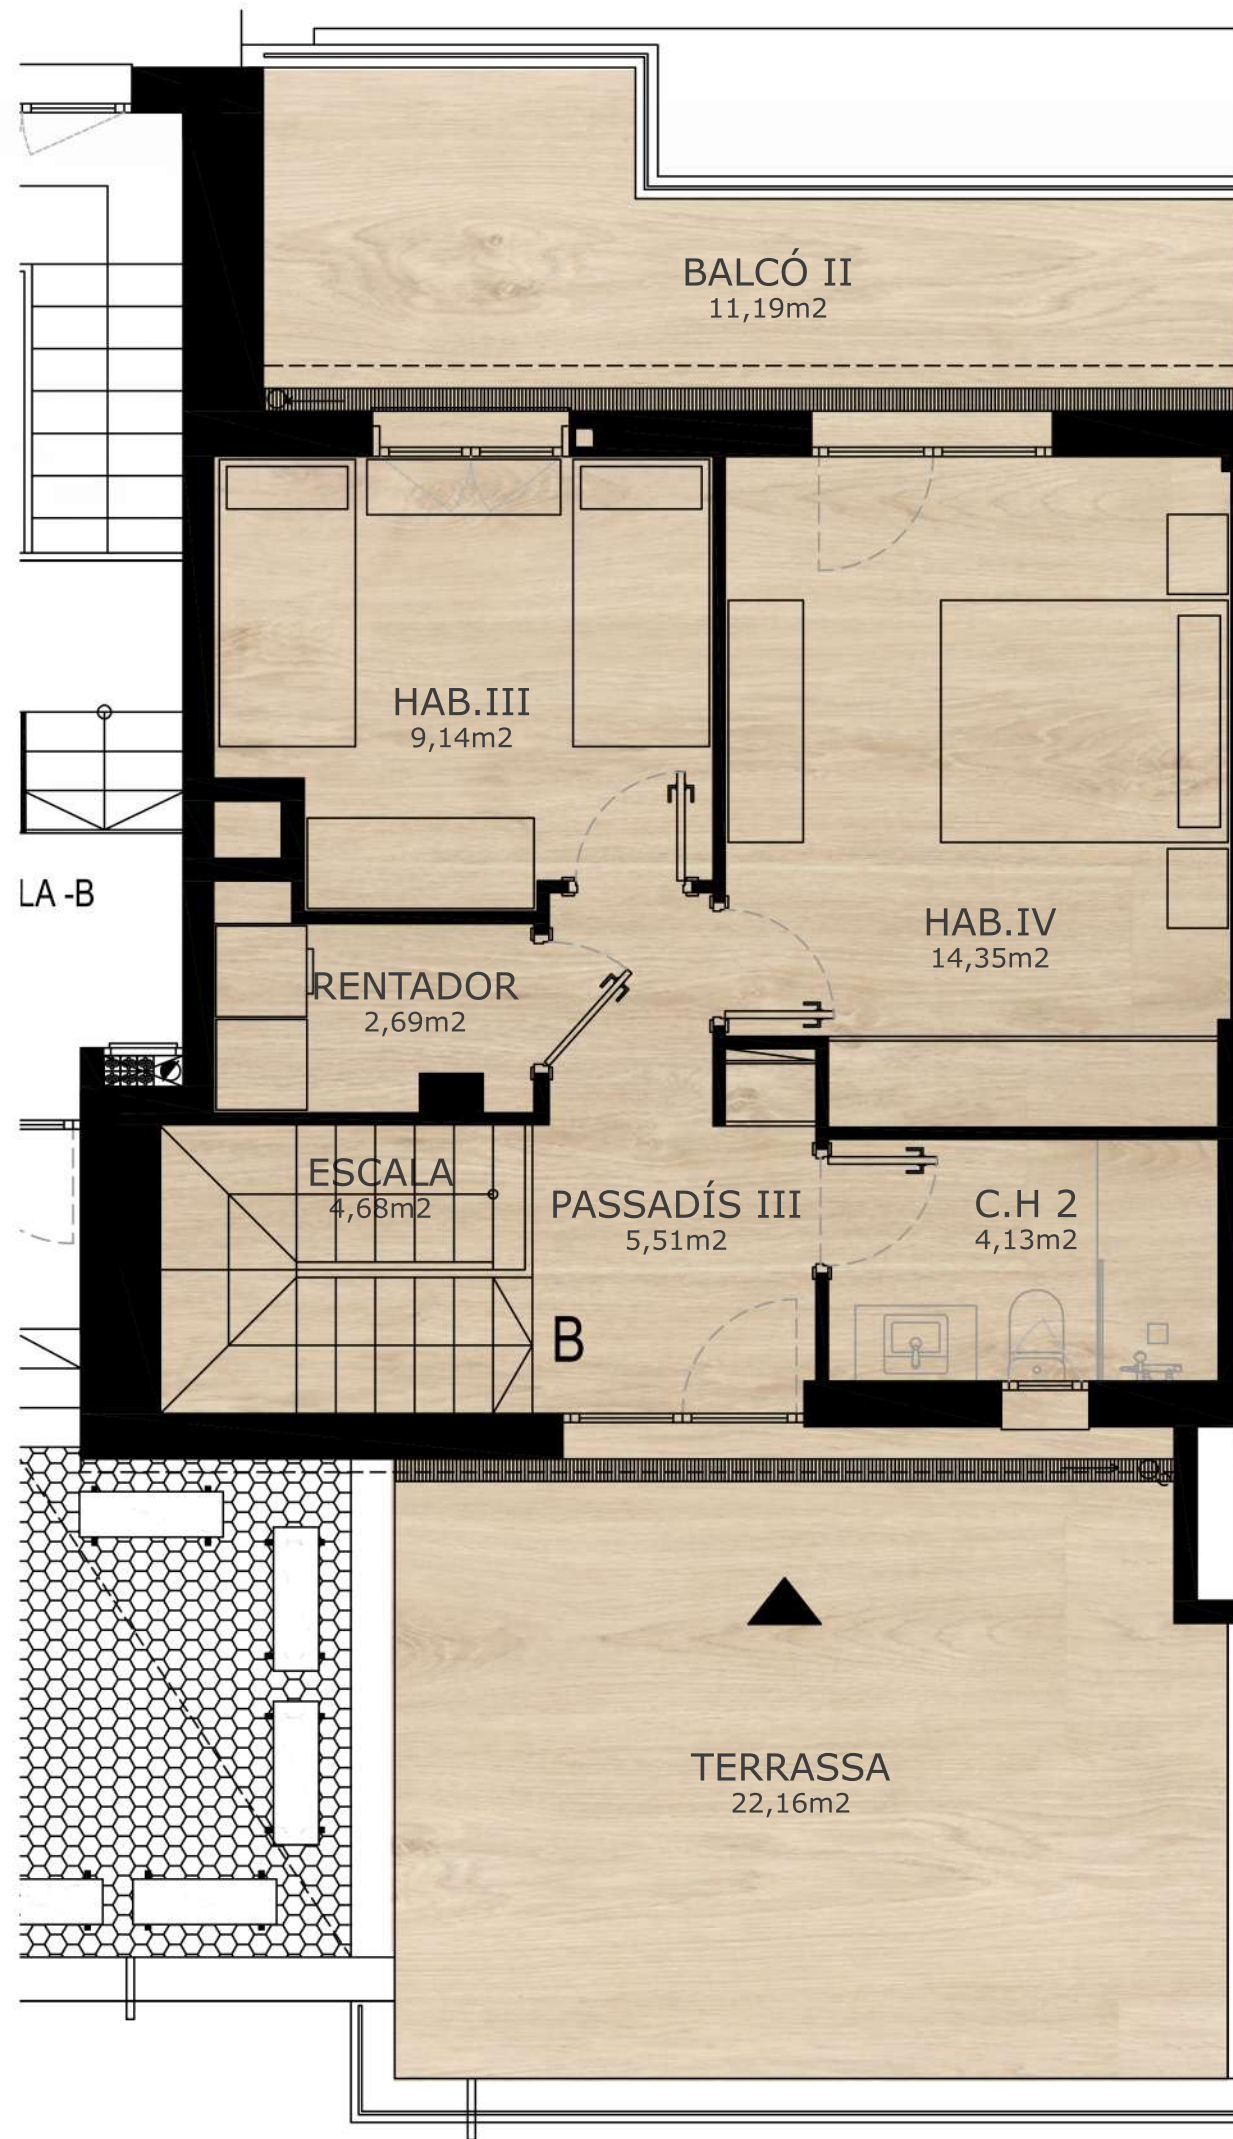 BALCÓ II
11,19m2
HAB.III
9,14m2
LA -B
HAB.IV
14,35m2
RENTADOR
2,69m2
ESCALA
4,68m2
PASSADÍS III
5,51m2
C.H 2
4,13m2
B
TERRASSA
22,16m2